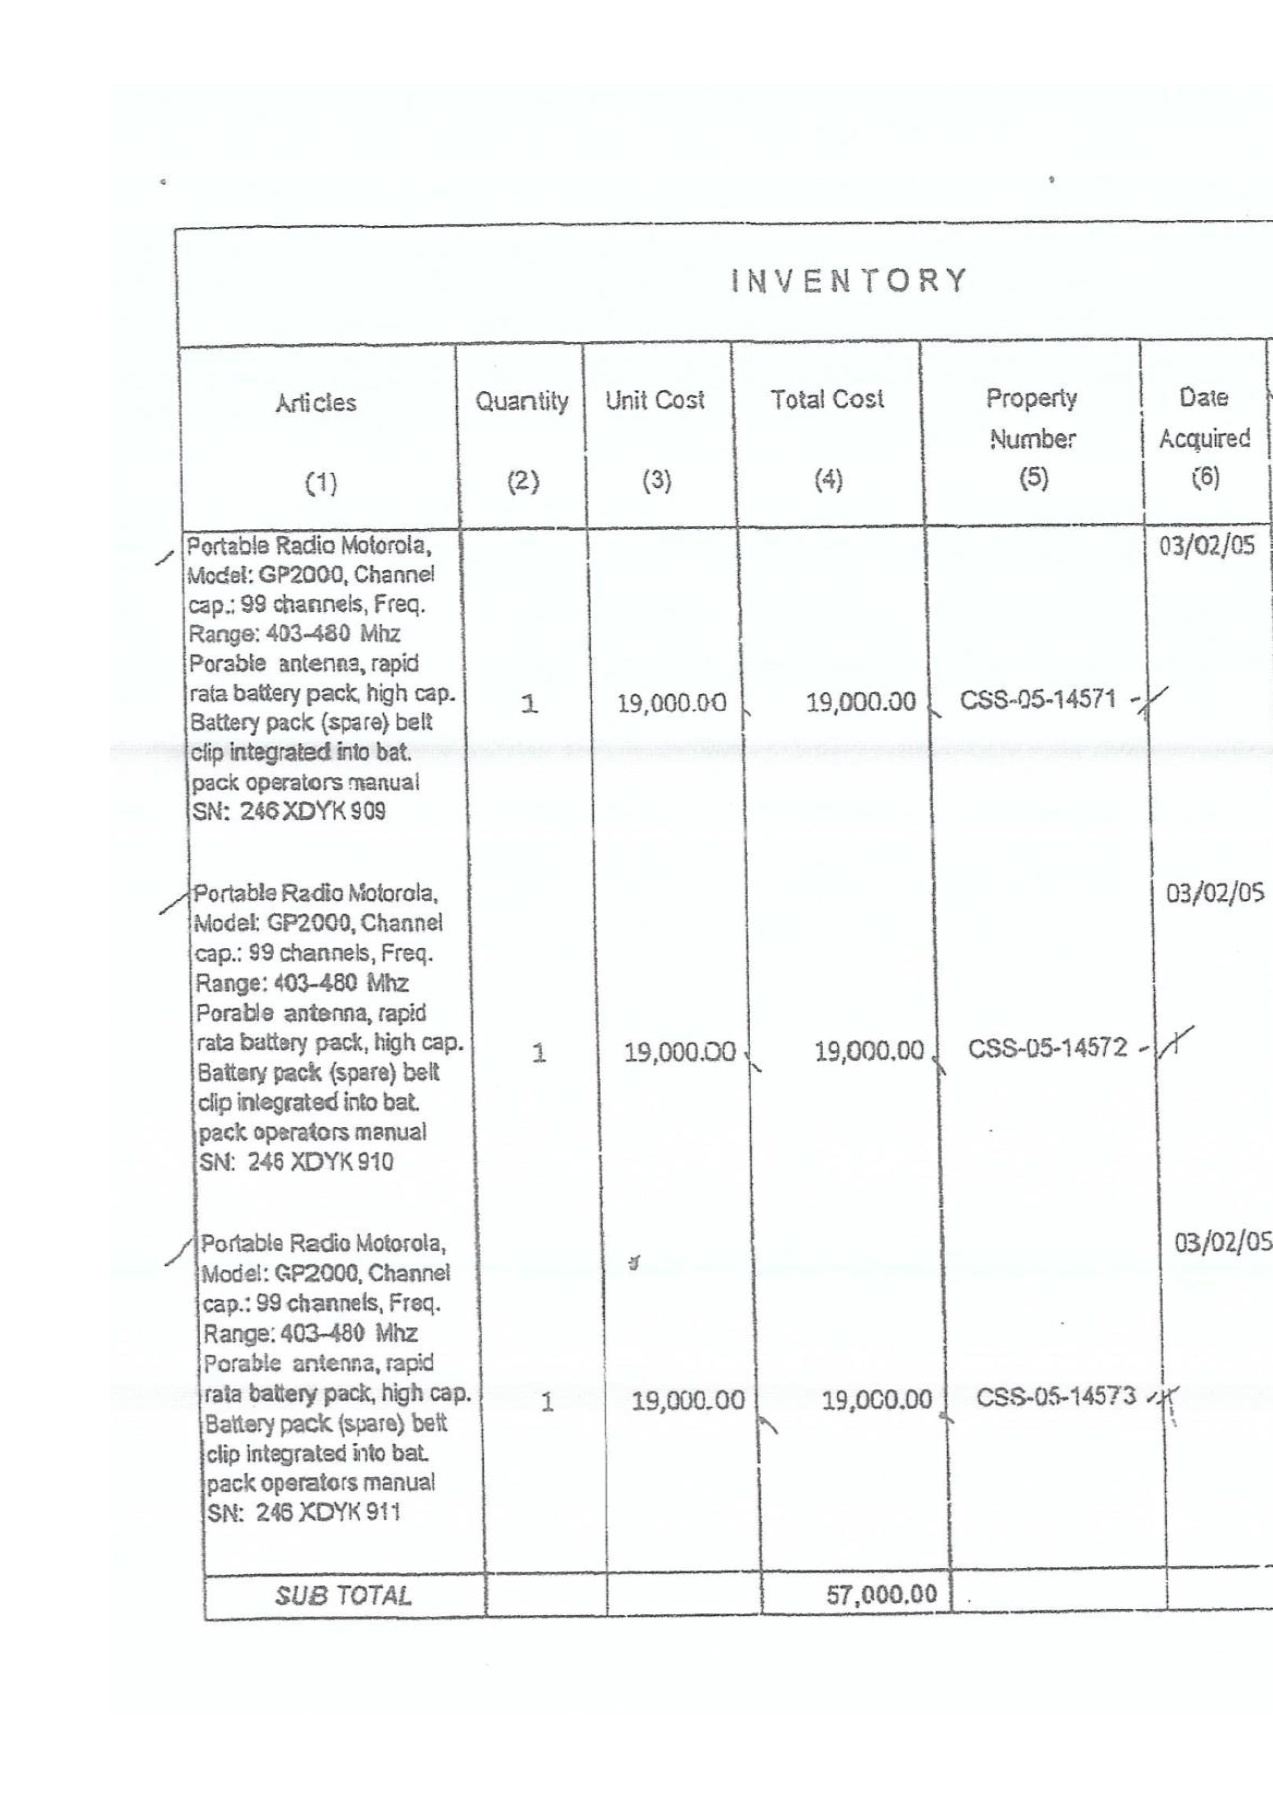 INVENTORY
Articles Quantity Unit Cost Total Cost Property Date
Number Acquired
(1) (2) (3) (4) (5) (6)
Portable Radio Motorola, 03/02/05
Model: GP2000, Channel
cap.: 99 channels, Freq.
Range: 403-480 Mhz
Porable antenna, rapid
rata battery pack, high cap. 1 19,000.00 19,000.00 CSS-05-14571 -
Battery pack (spare) belt
clip integrated into bat.
pack operators manual
SN: 246 XDYK 909
Portable Radio Motorola, 03/02/05
Model: GP2000, Channel
cap.: 99 channels, Freq.
Range: 403-480 Mhz
Porable antenna, rapid
rata battery pack, high cap. 1 19,000.00 19,000.00 CSS-05-14572 -
Battery pack (spare) belt
clip integrated into bat.
pack operators manual
SN: 246 XDYK 910
Portable Radio Motorola, 03/02/05
Model: GP2000, Channel
cap.: 99 channels, Freq.
Range: 403-480 Mhz
Porable antenna, rapid
rata battery pack, high cap. 1 19,000.00 19,000.00 CSS-05-14573 -
Battery pack (spare) belt
clip integrated into bat.
pack operators manual
SN: 246 XDYK 911
SUB TOTAL 57,000.00